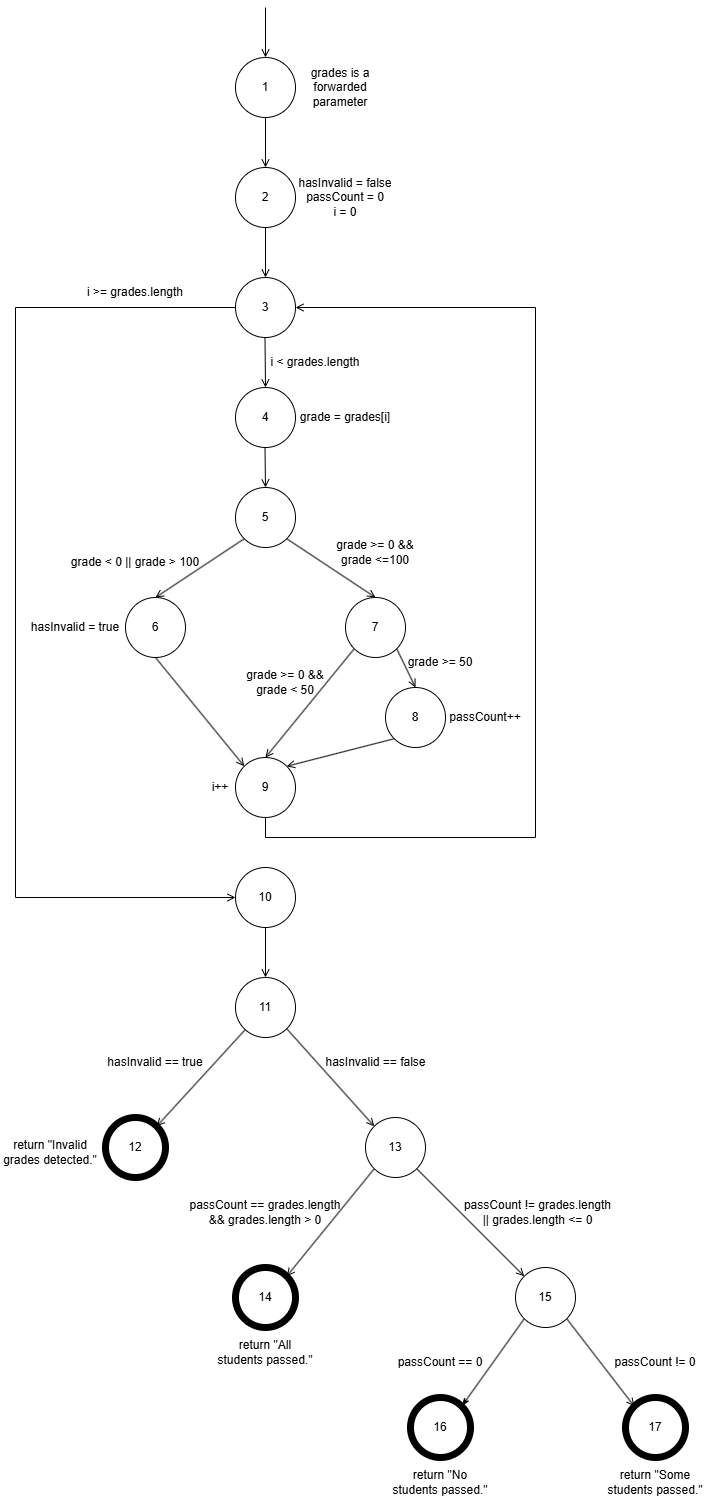 1
grades is a
forwarded
parameter
2
hasInvalid = false
passCount = 0
i = 0
i >= grades.length
3
i < grades.length
4
grade = grades[i]
5
grade < 0 || grade > 100
grade >= 0 &&
grade <=100
hasInvalid = true
6
7
grade >= 0 &&
grade < 50
grade >= 50
8
passCount++
i++
9
10
11
hasInvalid == true
hasInvalid == false
return "Invalid
grades detected."
12
13
passCount == grades.length
&& grades.length > 0
passCount != grades.length
|| grades.length <= 0
14
return "All
students passed."
15
passCount == 0
passCount != 0
16
return "No
students passed."
17
return "Some
students passed."